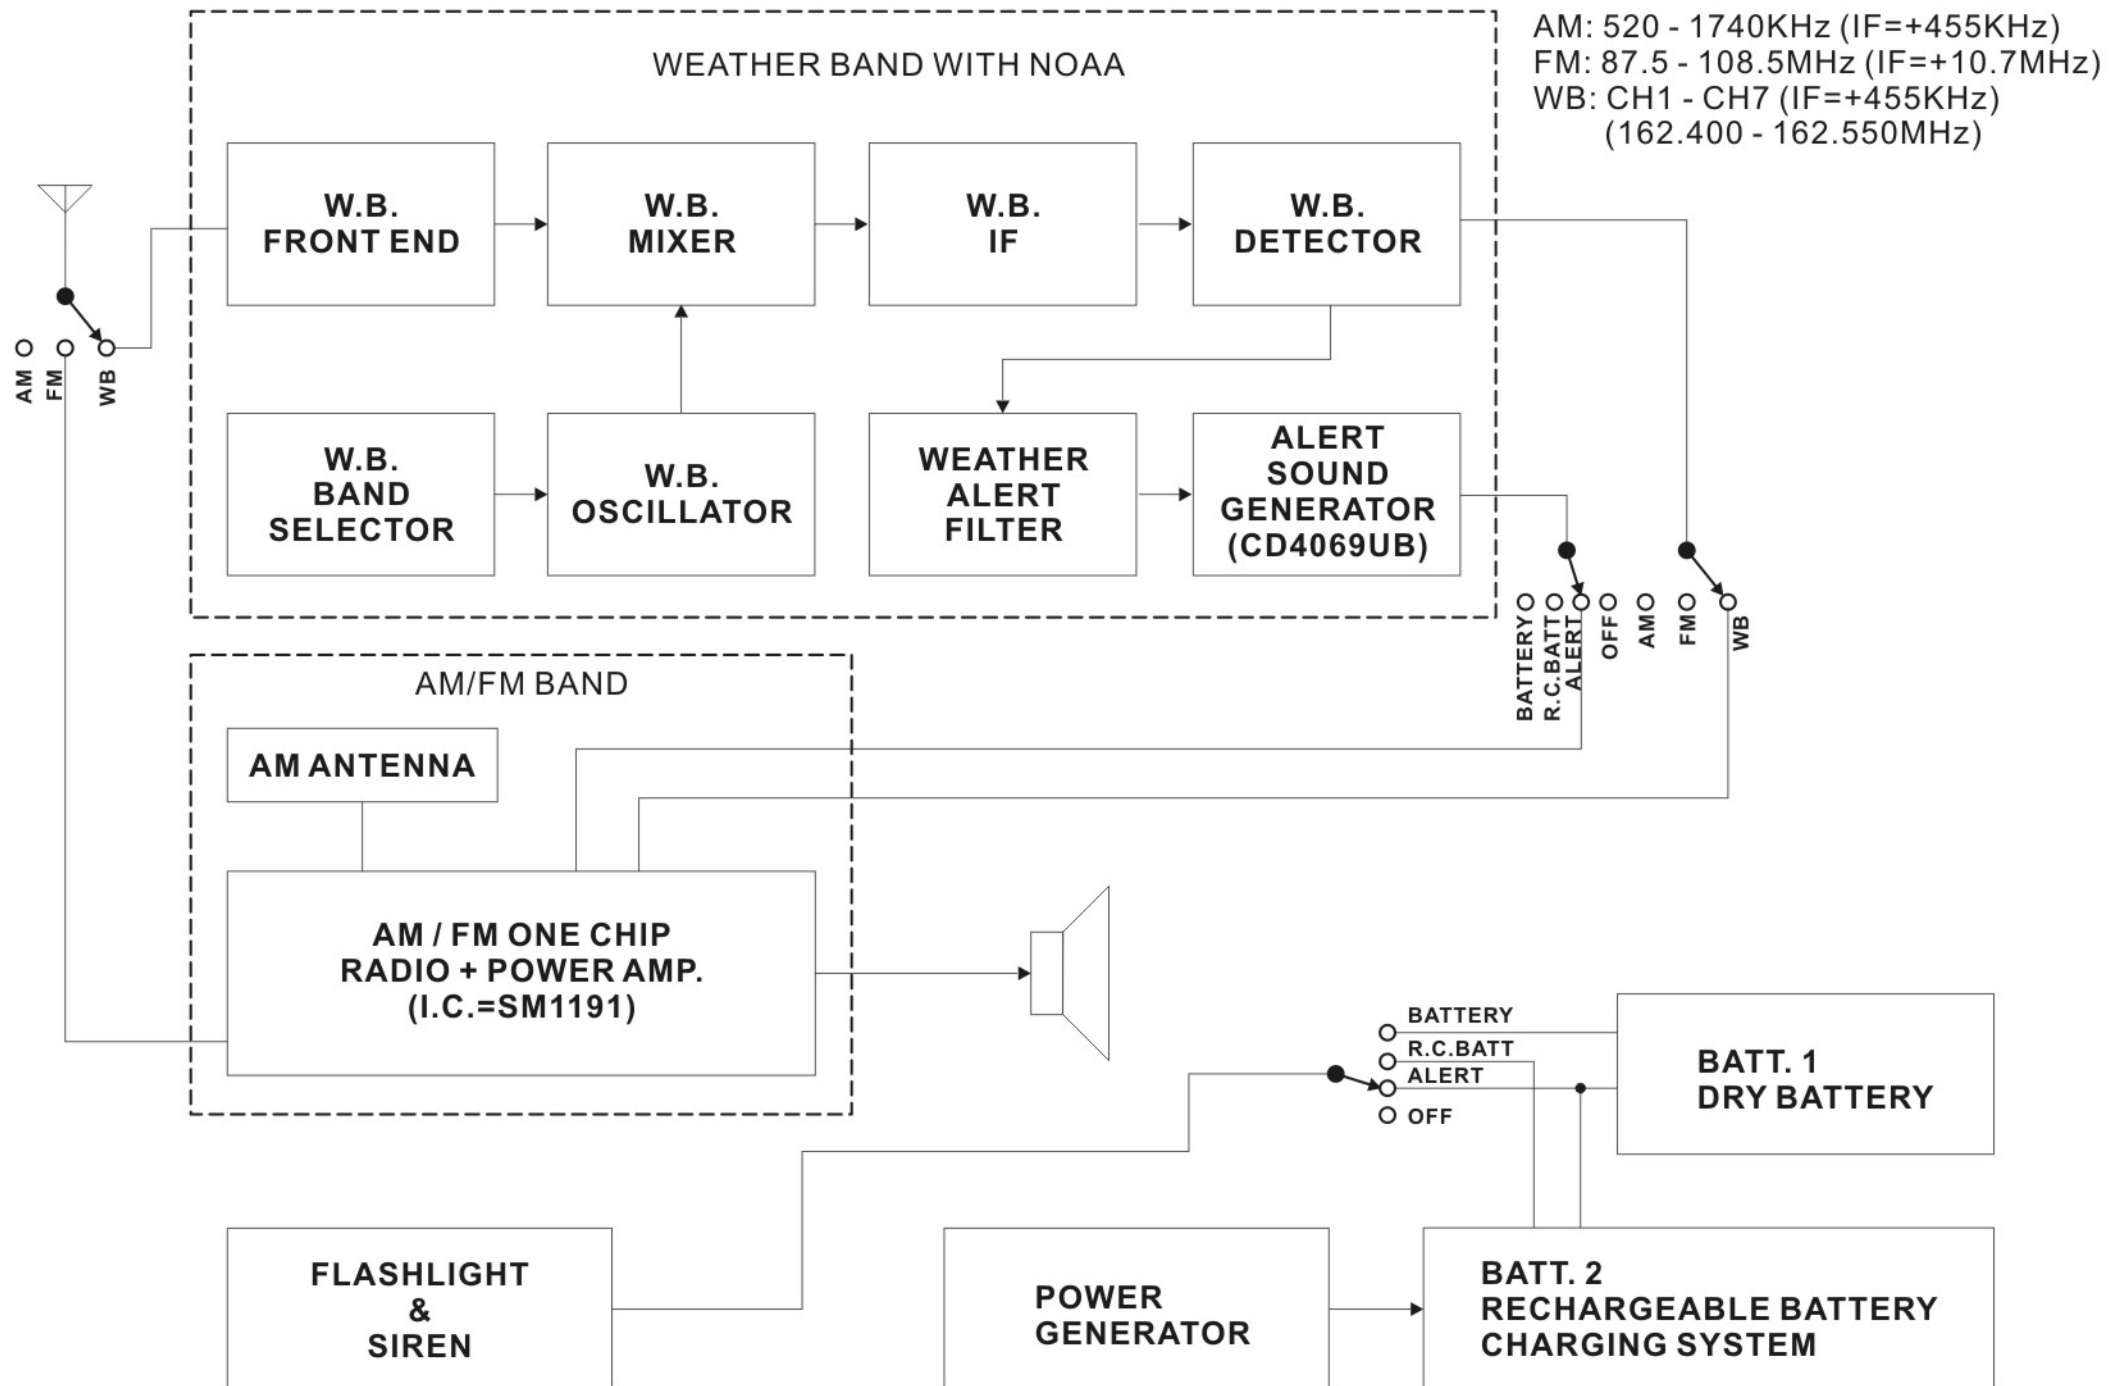 AM: 520 - 1740KHz (IF=+455KHz)
FM: 87.5 - 108.5MHz (IF=+10.7MHz)
WB: CH1 - CH7 (IF=+455KHz)
(162.400 - 162.550MHz)
WEATHER BAND WITH NOAA
W.B.
FRONT END
W.B.
MIXER
W.B.
IF
W.B.
DETECTOR
AM
FM
WB
W.B.
BAND
SELECTOR
W.B.
OSCILLATOR
WEATHER
ALERT
FILTER
ALERT
SOUND
GENERATOR
(CD4069UB)
BATTERY
R.C.BATT
ALERT
OFF
AM
FM
WB
AM/FM BAND
AM ANTENNA
AM / FM ONE CHIP
RADIO + POWER AMP.
(I.C.=SM1191)
BATTERY
R.C.BATT
ALERT
OFF
BATT. 1
DRY BATTERY
FLASHLIGHT
&
SIREN
POWER
GENERATOR
BATT. 2
RECHARGEABLE BATTERY
CHARGING SYSTEM